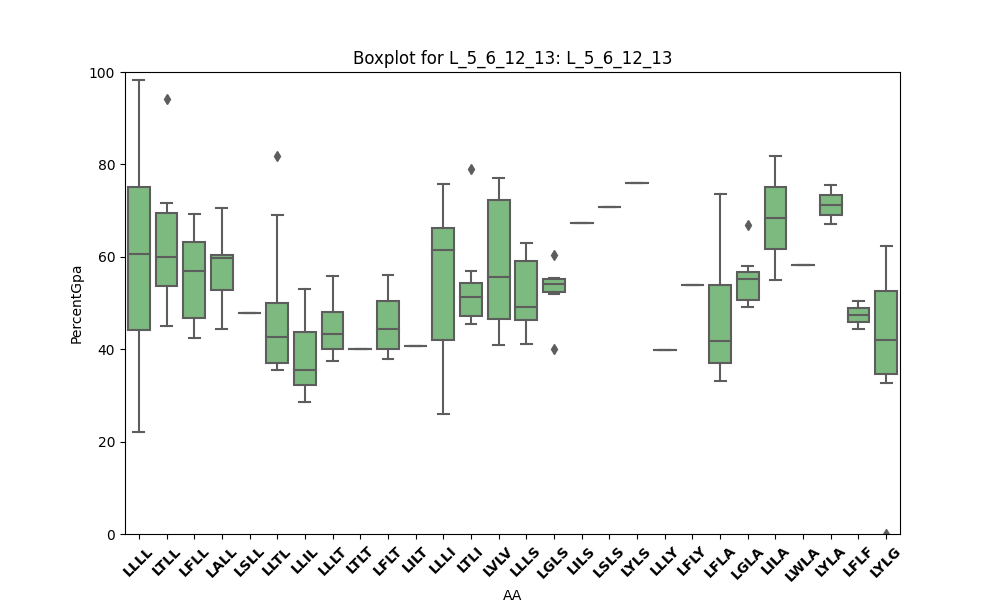 Boxplot for L_5_6_12_13: L_5_6_12_13
PercentGpa
100
80
60
40
20
0
LLLL LTLL LFLL LALL LSLL LLTL LLIL LLLT LTLT LFLT LILT LLLI LTLI LVLV LLLS LGLS LILS LSLS LYLS LLLY LFLY LFLA LGLA LILA LWLA LYLA LFLF LYLG
AA